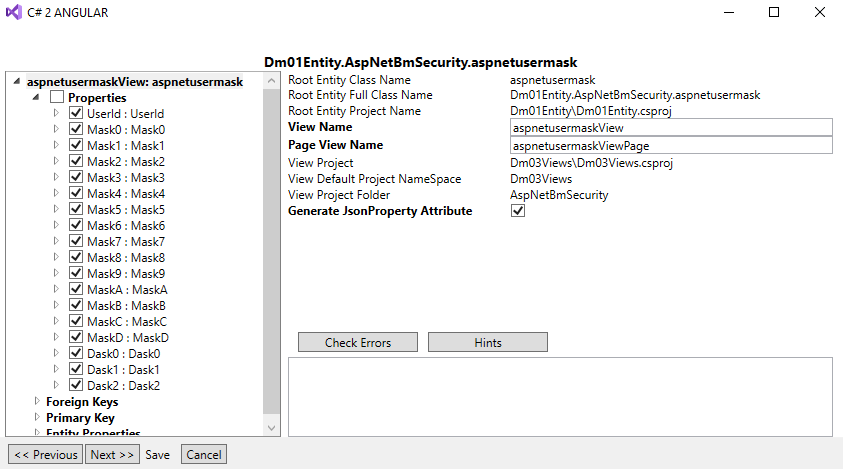 C# 2 ANGULAR
Dm01Entity.AspNetBmSecurity.aspnetusermask
aspnetusermaskView: aspnetusermask
Properties
UserId : UserId
Mask0 : Mask0
Mask1 : Mask1
Mask2 : Mask2
Mask3 : Mask3
Mask4 : Mask4
Mask5 : Mask5
Mask6 : Mask6
Mask7 : Mask7
Mask8 : Mask8
Mask9 : Mask9
MaskA : MaskA
MaskB : MaskB
MaskC : MaskC
MaskD : MaskD
Dask0 : Dask0
Dask1 : Dask1
Dask2 : Dask2
Foreign Keys
Primary Key
Entity Properties
Root Entity Class Name aspnetusermask
Root Entity Full Class Name Dm01Entity.AspNetBmSecurity.aspnetusermask
Root Entity Project Name Dm01Entity\Dm01Entity.csproj
View Name aspnetusermaskView
Page View Name aspnetusermaskViewPage
View Project Dm03Views\Dm03Views.csproj
View Default Project NameSpace Dm03Views
View Project Folder AspNetBmSecurity
Generate JsonProperty Attribute
Check Errors Hints
<< Previous Next >> Save Cancel